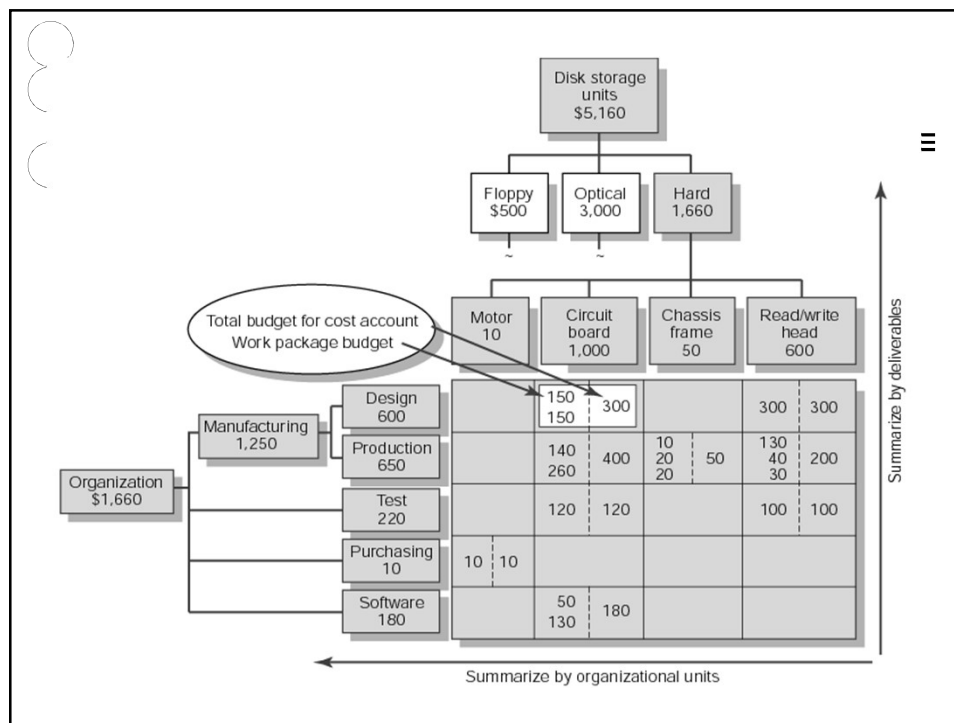 Disk storage
units
$5,160
Floppy
$500
Optical
3,000
Hard
1,660
~
~
Total budget for cost account
Work package budget
Motor
10
Circuit
board
1,000
Chassis
frame
50
Read/write
head
600
Summarize by deliverables
Organization
$1,660
Manufacturing
1,250
Design
600
150
150
300
300
300
Production
650
140
260
400
10
20
20
50
130
40
30
200
Test
220
120
120
100
100
Purchasing
10
10
10
Software
180
50
130
180
Summarize by organizational units